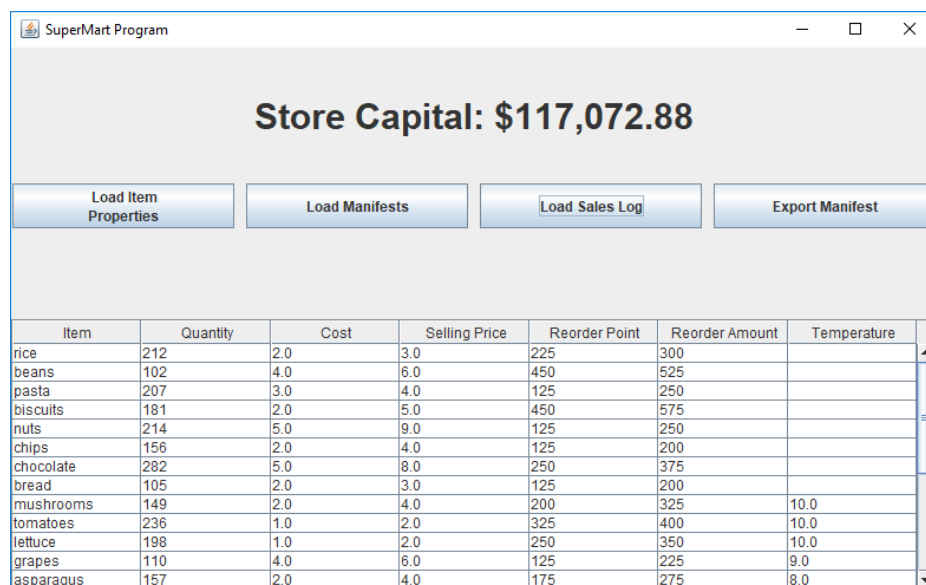 SuperMart Program
Store Capital: $117,072.88
Load Item
Properties
Load Manifests
Load Sales Log
Export Manifest
Item Quantity Cost Selling Price Reorder Point Reorder Amount Temperature
rice 212 2.0 3.0 225 300
beans 102 4.0 6.0 450 525
pasta 207 3.0 4.0 125 250
biscuits 181 2.0 5.0 450 575
nuts 214 5.0 9.0 125 250
chips 156 2.0 4.0 125 200
chocolate 282 5.0 8.0 250 375
bread 105 2.0 3.0 125 200
mushrooms 149 2.0 4.0 200 325 10.0
tomatoes 236 1.0 2.0 325 400 10.0
lettuce 198 1.0 2.0 250 350 10.0
grapes 110 4.0 6.0 125 225 9.0
asparagus 157 2.0 4.0 175 275 8.0